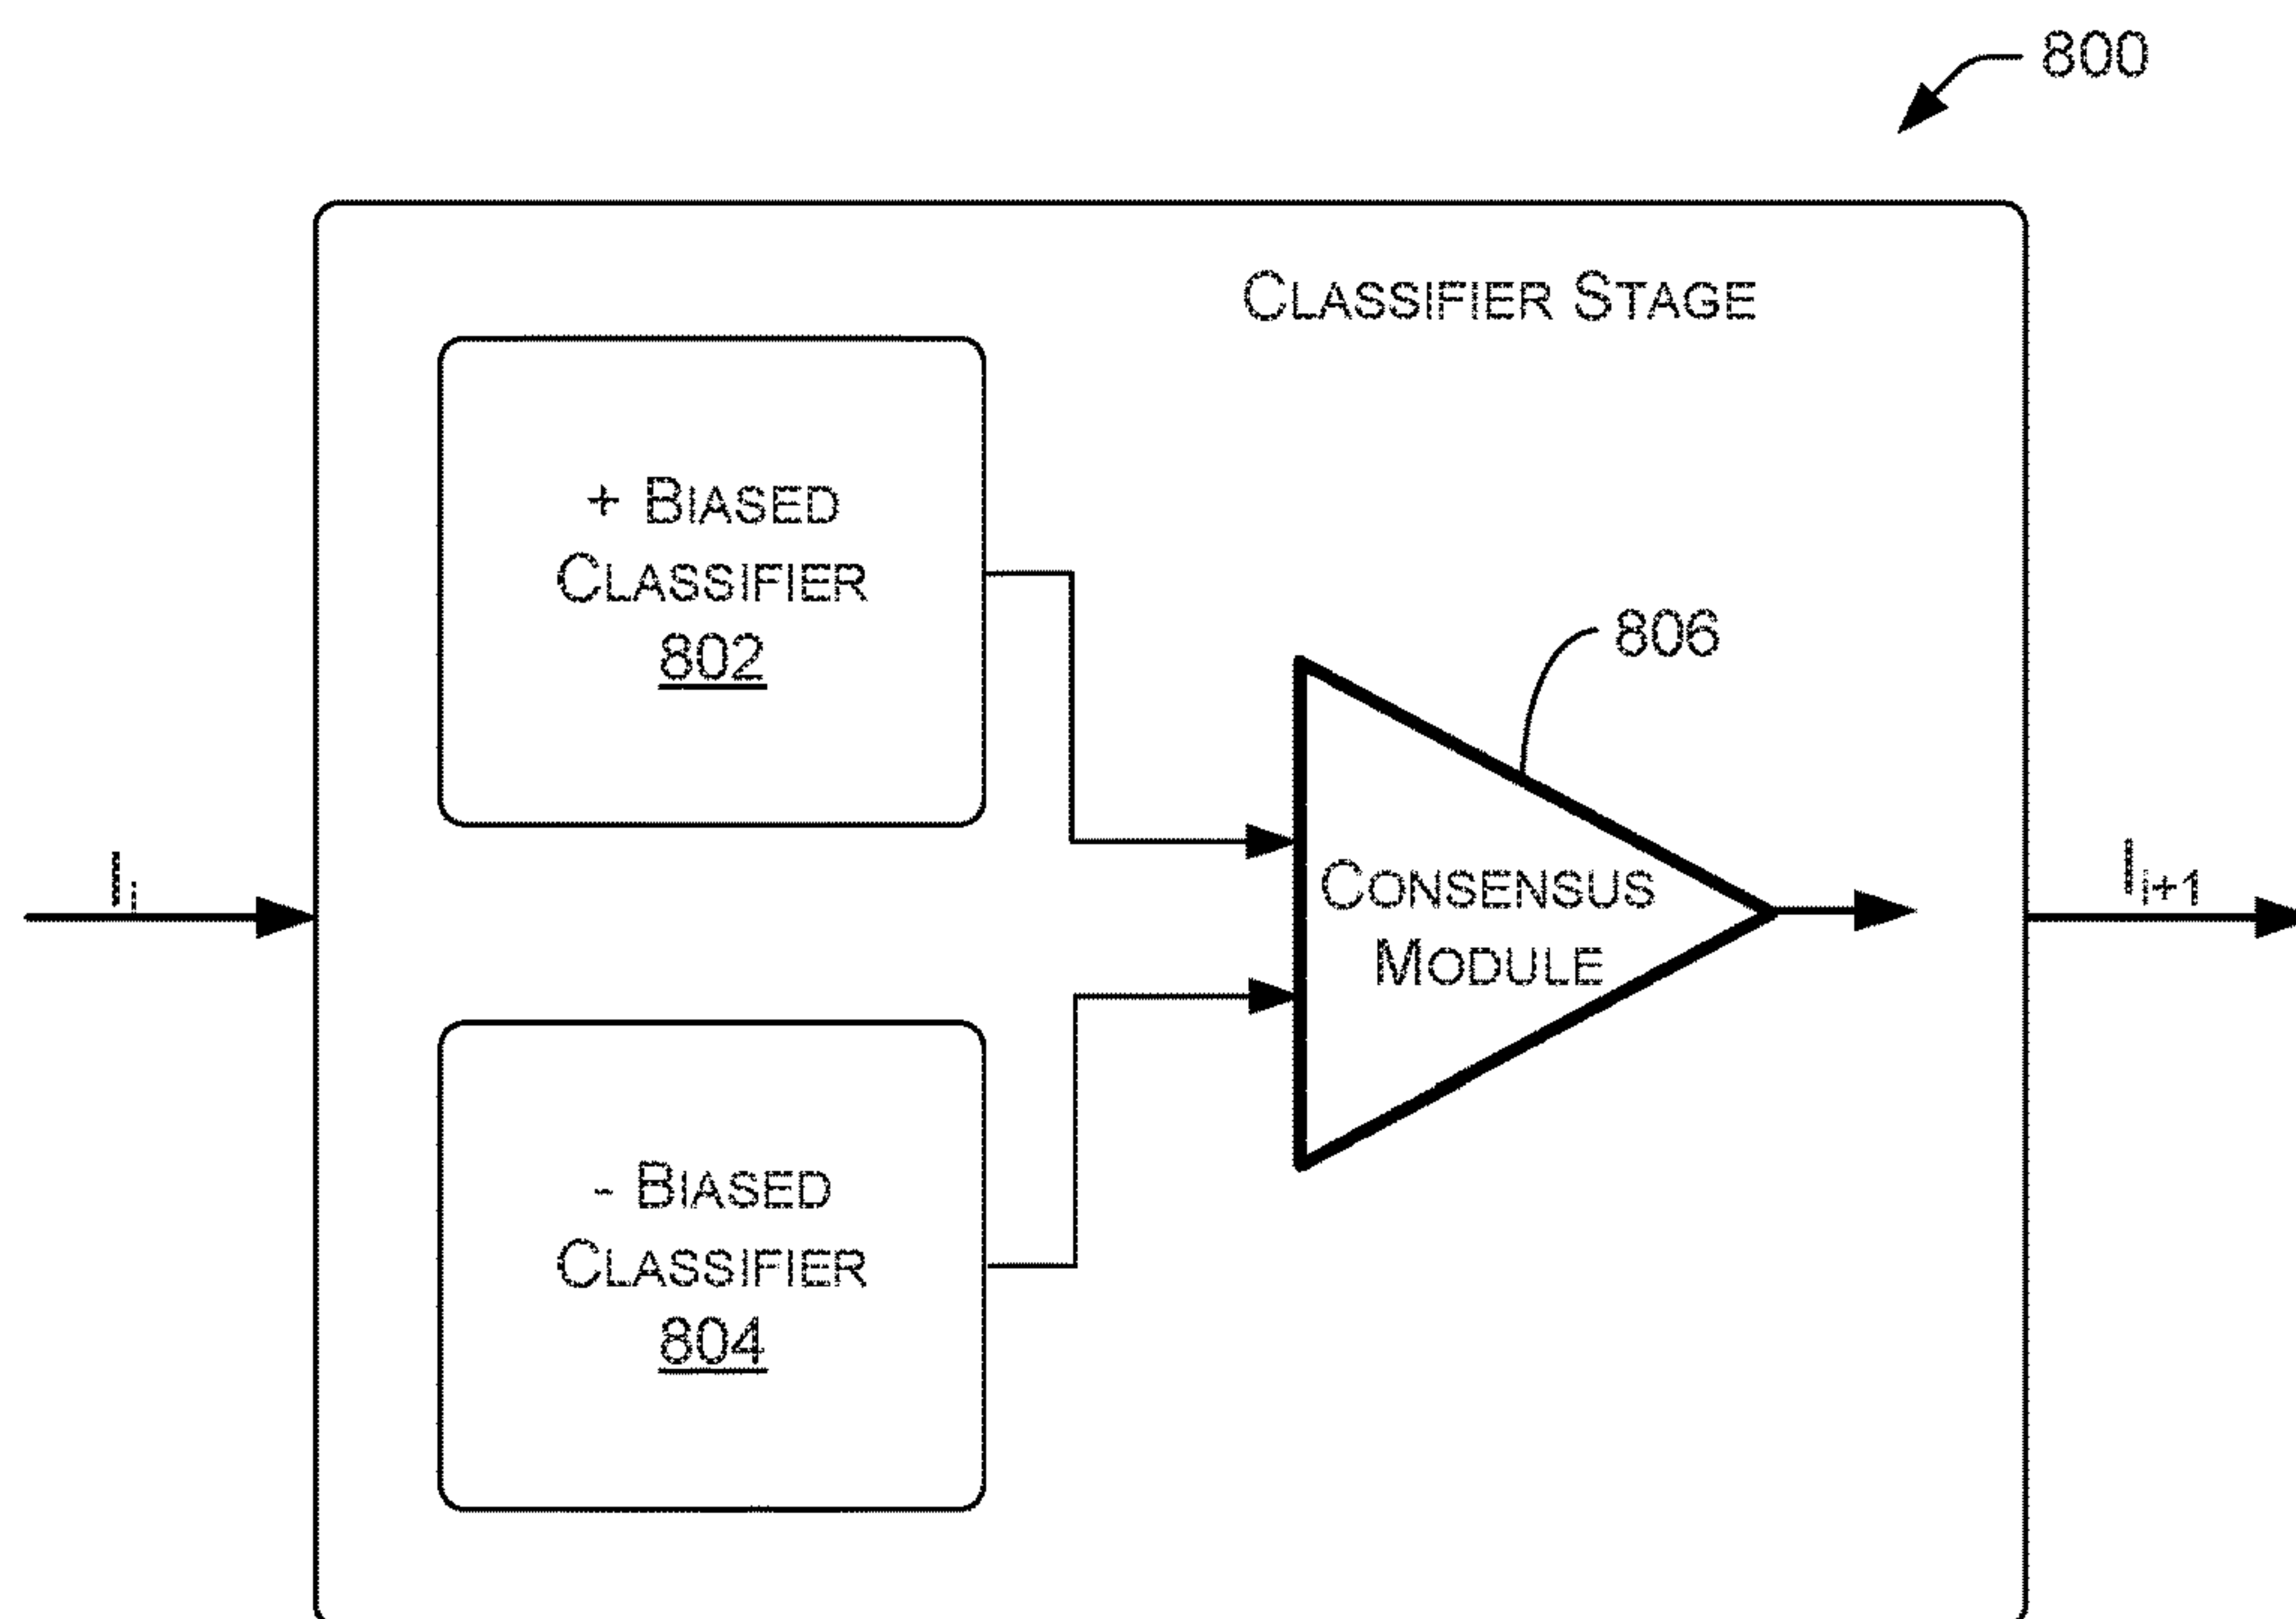 800
CLASSIFIER STAGE
+ BIASED
CLASSIFIER
802
806
Ii
CONSENSUS
MODULE
Ii+1
- BIASED
CLASSIFIER
804